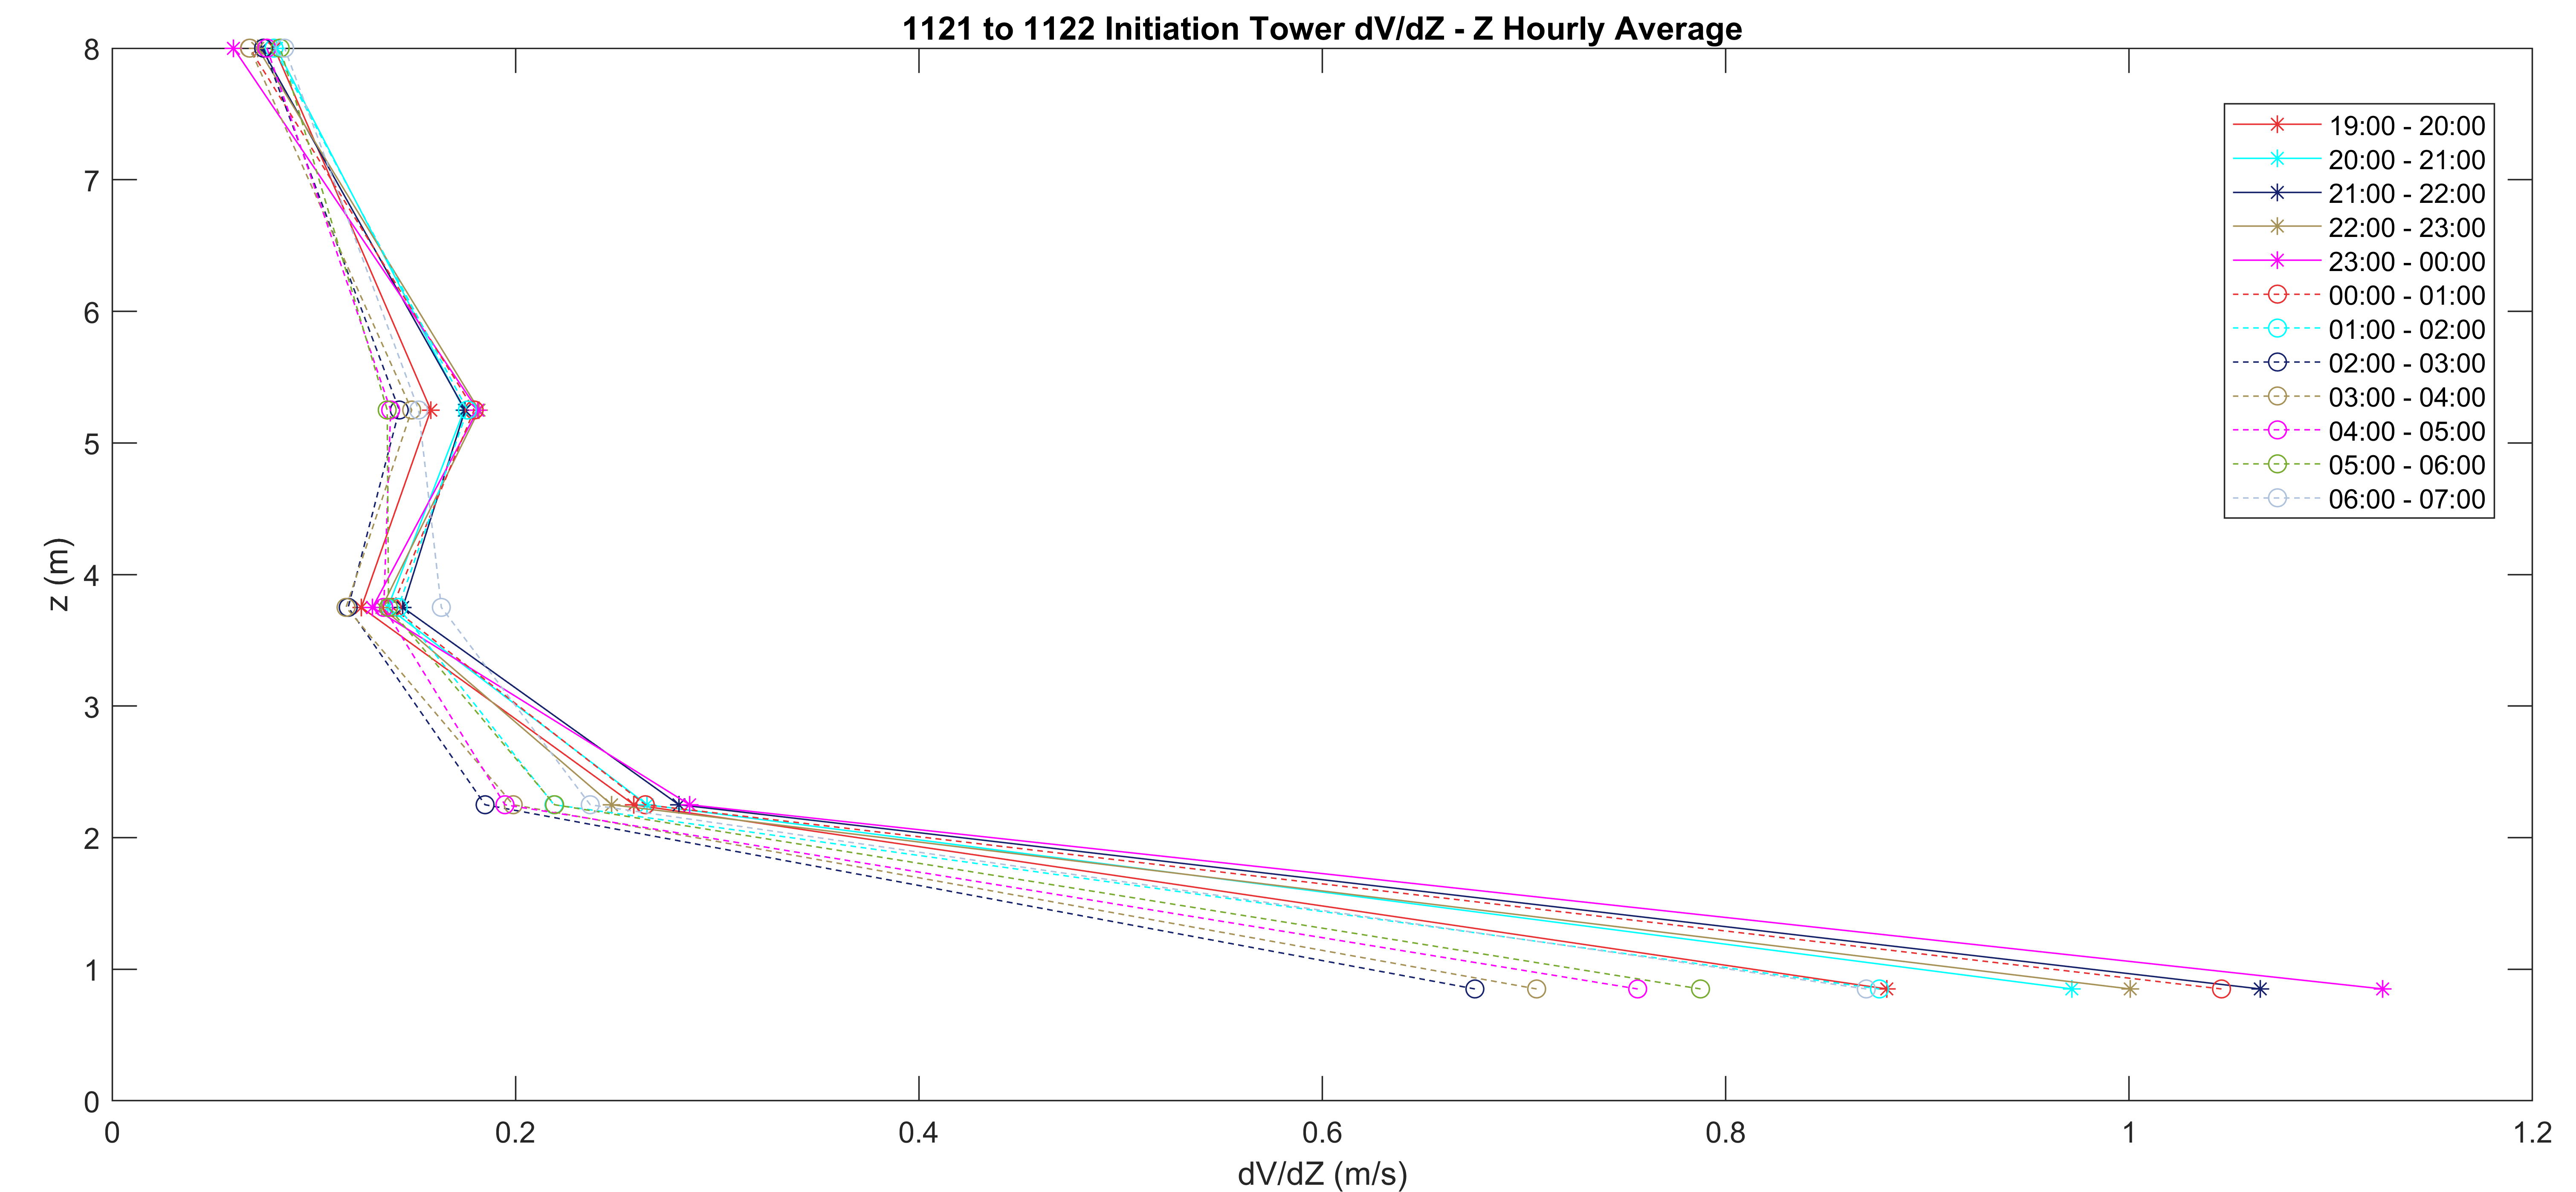 1121 to 1122 Initiation Tower dV/dZ - Z Hourly Average
8
7
6
5
4
3
2
1
0
z (m)
19:00 - 20:00
20:00 - 21:00
21:00 - 22:00
22:00 - 23:00
23:00 - 00:00
00:00 - 01:00
01:00 - 02:00
02:00 - 03:00
03:00 - 04:00
04:00 - 05:00
05:00 - 06:00
06:00 - 07:00
0 0.2 0.4 0.6 0.8 1 1.2
dV/dZ (m/s)